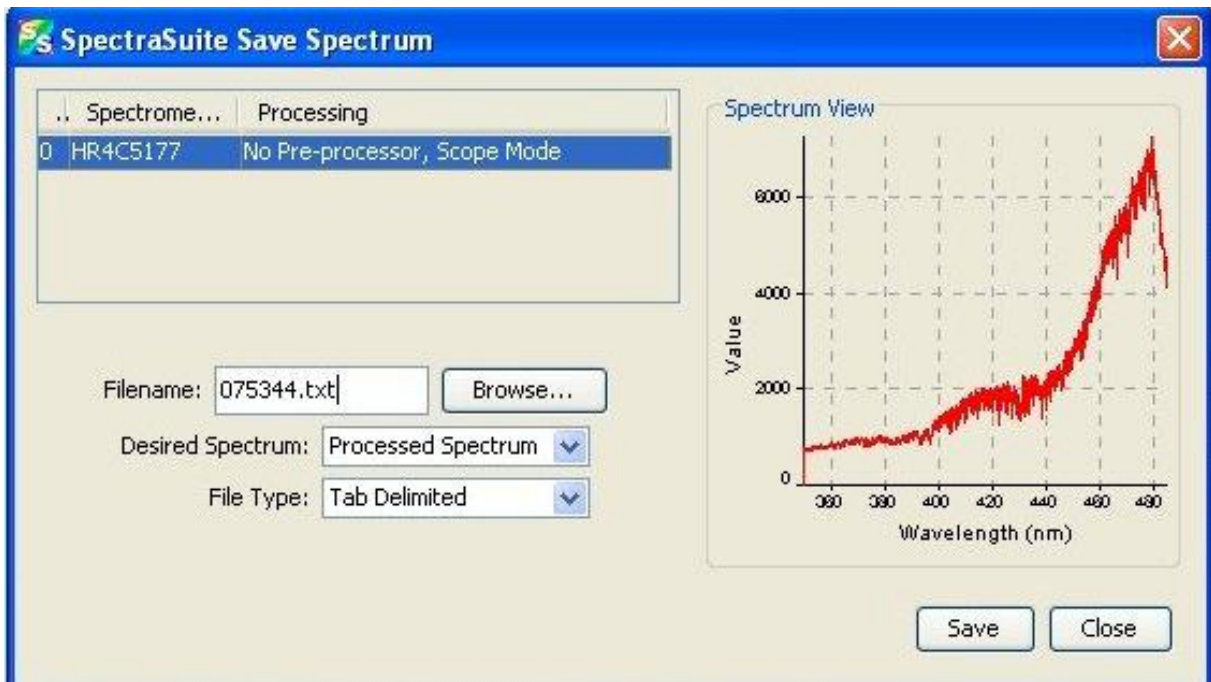 SpectraSuite Save Spectrum
.. Spectrome... Processing
0 HR4C5177 No Pre-processor, Scope Mode
Filename: 075344.txt Browse...
Desired Spectrum: Processed Spectrum
File Type: Tab Delimited
Spectrum View
6000
4000
2000
0
Value
360 380 400 420 440 460 480
Wavelength (nm)
Save Close